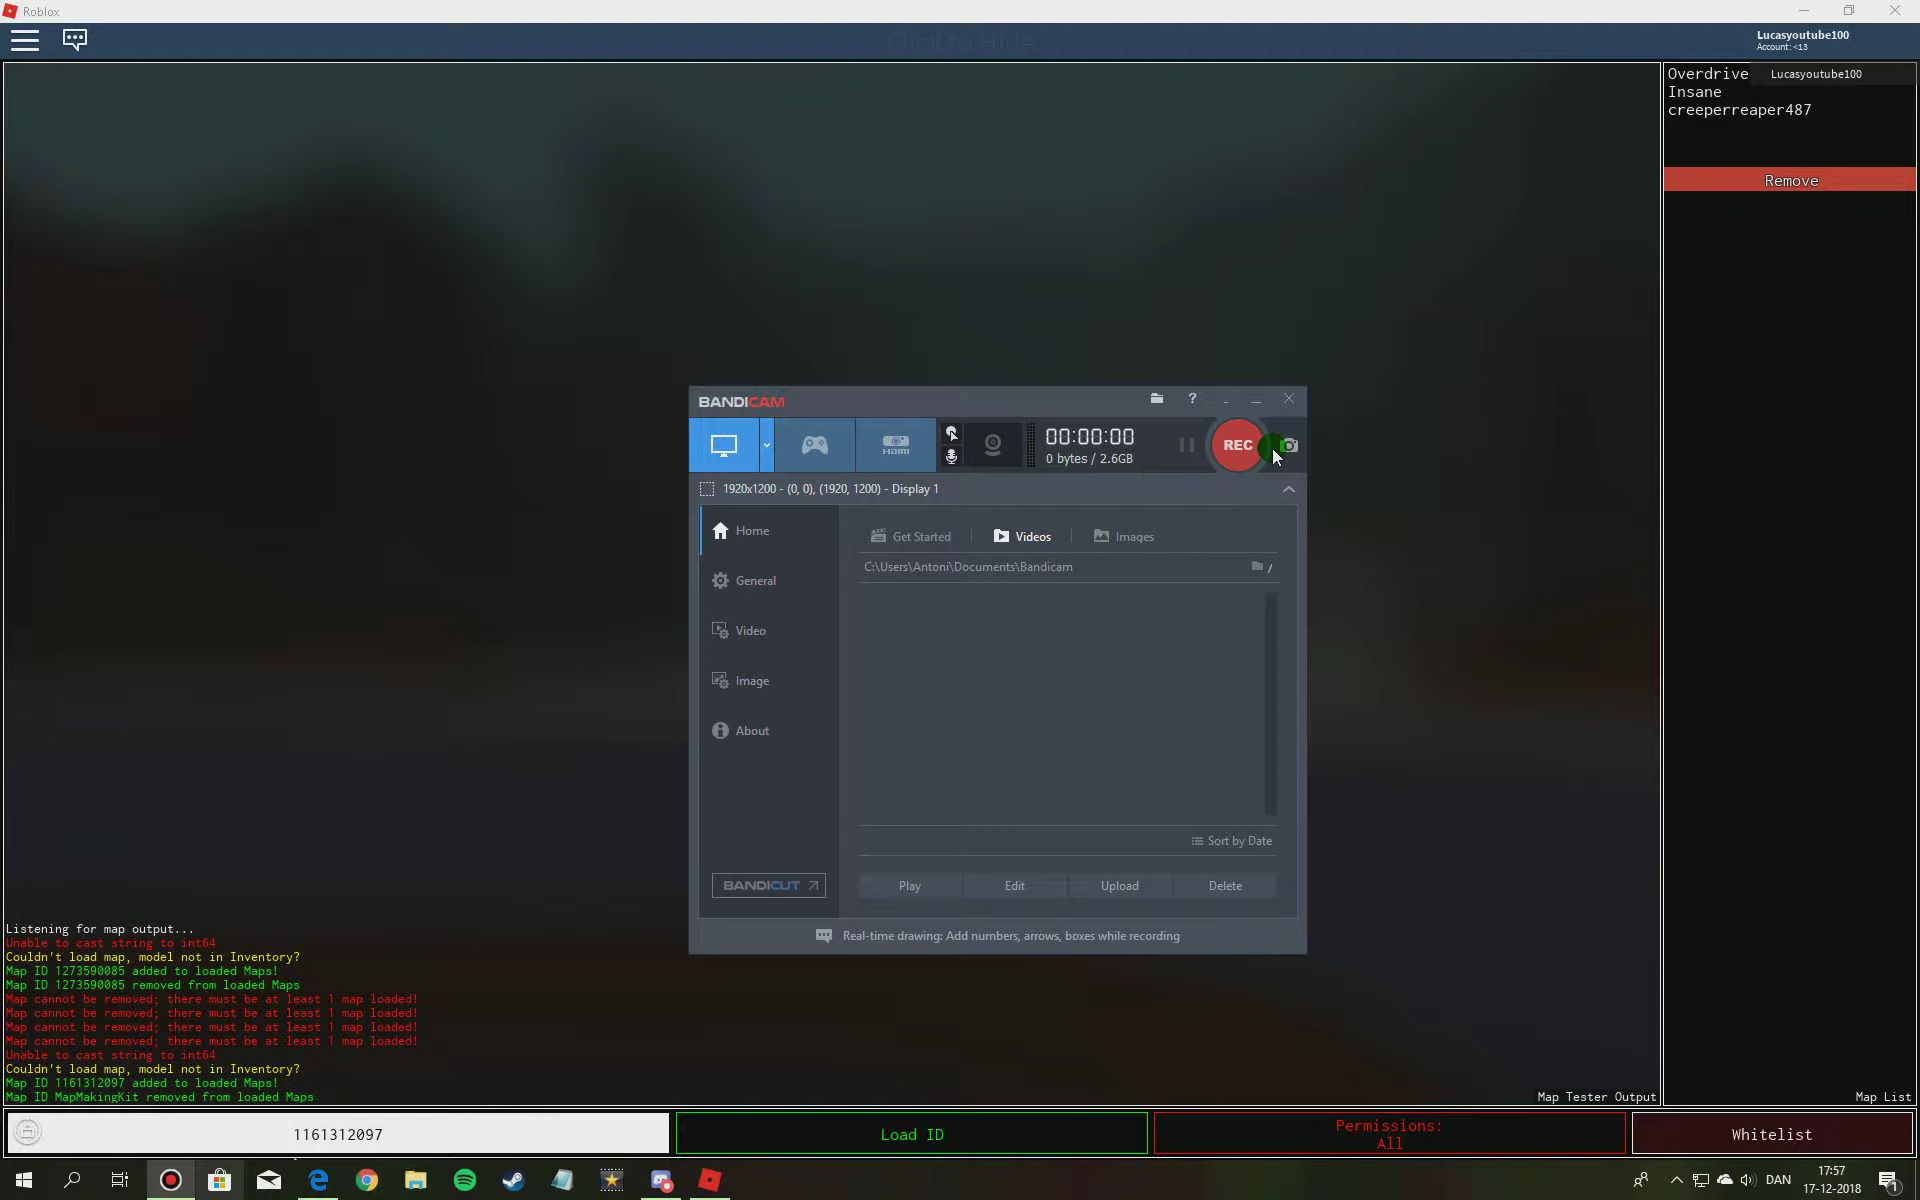 Roblox
Click to Hide
Lucasyoutube100
Account: <13
Overdrive
Lucasyoutube100
Insane
creeperreaper487
Remove
BANDICAM
?
HDMI
00:00:00
0 bytes / 2.6GB
REC
1920x1200 - (0, 0), (1920, 1200) - Display 1
Home
General
Video
Image
About
Get Started
Videos
Images
C:\Users\Antoni\Documents\Bandicam
/
Sort by Date
BANDICUT
Play
Edit
Upload
Delete
Real-time drawing: Add numbers, arrows, boxes while recording
Listening for map output...
Unable to cast string to int64
Couldn't load map, model not in Inventory?
Map ID 1273590085 added to loaded Maps!
Map ID 1273590085 removed from loaded Maps
Map cannot be removed; there must be at least 1 map loaded!
Map cannot be removed; there must be at least 1 map loaded!
Map cannot be removed; there must be at least 1 map loaded!
Map cannot be removed; there must be at least 1 map loaded!
Unable to cast string to int64
Couldn't load map, model not in Inventory?
Map ID 1161312097 added to loaded Maps!
Map ID MapMakingKit removed from loaded Maps
Map Tester Output
Map List
1161312097
Load ID
Permissions:
All
Whitelist
DAN
17:57
17-12-2018
1